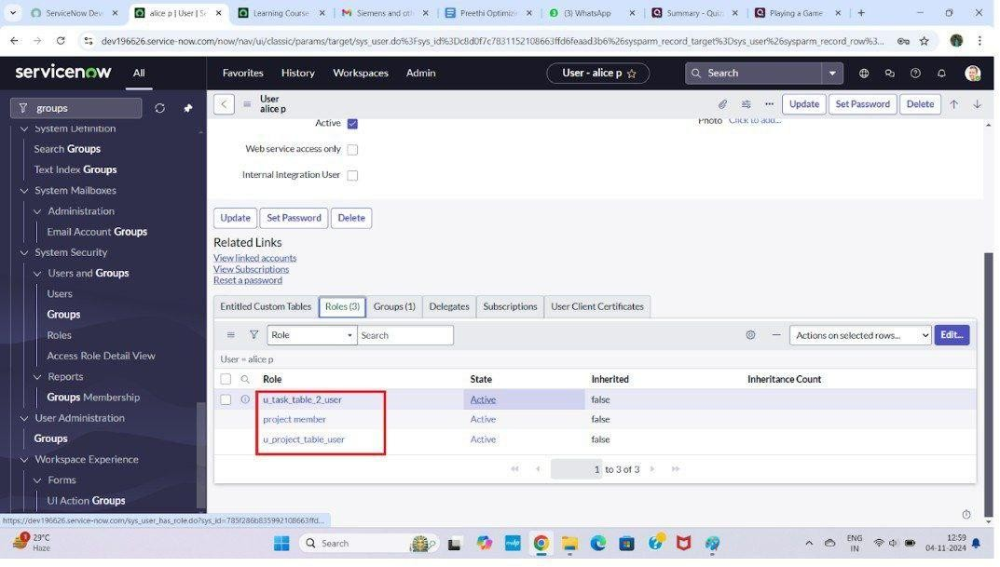 ServiceNow Dev
alice p | User | S
Learning Course
Siemens and oth
Preethi Optimizin
(3) WhatsApp
Summary - Quiz
Playing a Game
dev196626.service-now.com/now/nav/ui/classic/params/target/sys_user.do%3Fsys_id%3Dc8d0f7c7831152108663ffd6feaad3b6%26sysparm_record_target%3Dsys_user%26sysparm_record_row%3...
servicenow
All
Favorites
History
Workspaces
Admin
User - alice p
Search
groups
System Definition
Search Groups
Text Index Groups
System Mailboxes
Administration
Email Account Groups
System Security
Users and Groups
Users
Groups
Roles
Access Role Detail View
Reports
Groups Membership
User Administration
Groups
Workspace Experience
Forms
UI Action Groups
User
alice p
Update
Set Password
Delete
Active
Photo Click to add...
Web service access only
Internal Integration User
Update
Set Password
Delete
Related Links
View linked accounts
View Subscriptions
Reset a password
Entitled Custom Tables
Roles (3)
Groups (1)
Delegates
Subscriptions
User Client Certificates
Role
Search
Actions on selected rows...
Edit...
User = alice p
Role State Inherited Inheritance Count
u_task_table_2_user Active false
project member Active false
u_project_table_user Active false
1 to 3 of 3
https://dev196626.service-now.com/sys_user_has_role.do?sys_id=785f286b835992108663ffd...
1
29°C
Haze
Search
ENG
IN
12:59
04-11-2024